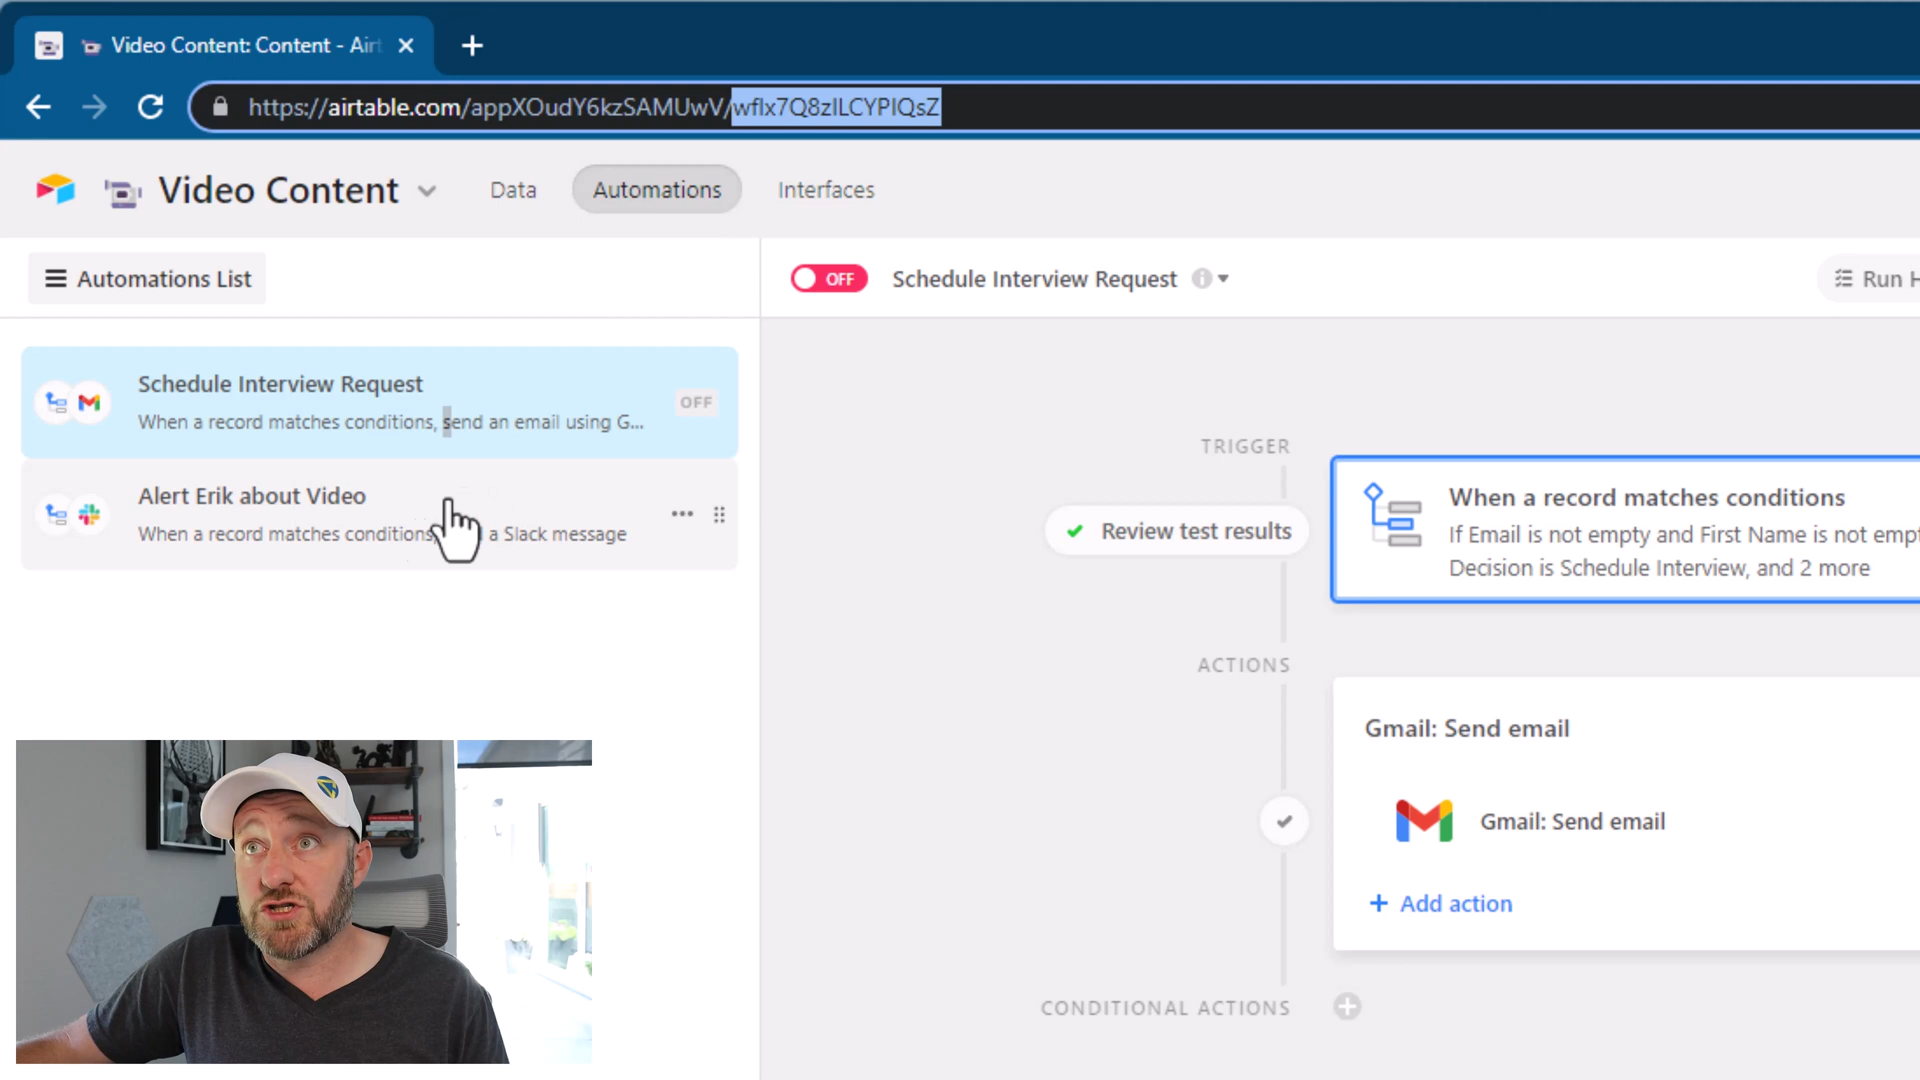 Video Content: Content - Airt
https://airtable.com/appXOudY6kzSAMUwV/wflx7Q8zILCYPIQsZ
Video Content
Data
Automations
Interfaces
Automations List
OFF
Schedule Interview Request
Run H
Schedule Interview Request
When a record matches conditions, send an email using G...
OFF
Alert Erik about Video
When a record matches conditions, a Slack message
TRIGGER
Review test results
When a record matches conditions
If Email is not empty and First Name is not empt
Decision is Schedule Interview, and 2 more
ACTIONS
Gmail: Send email
Gmail: Send email
+ Add action
CONDITIONAL ACTIONS